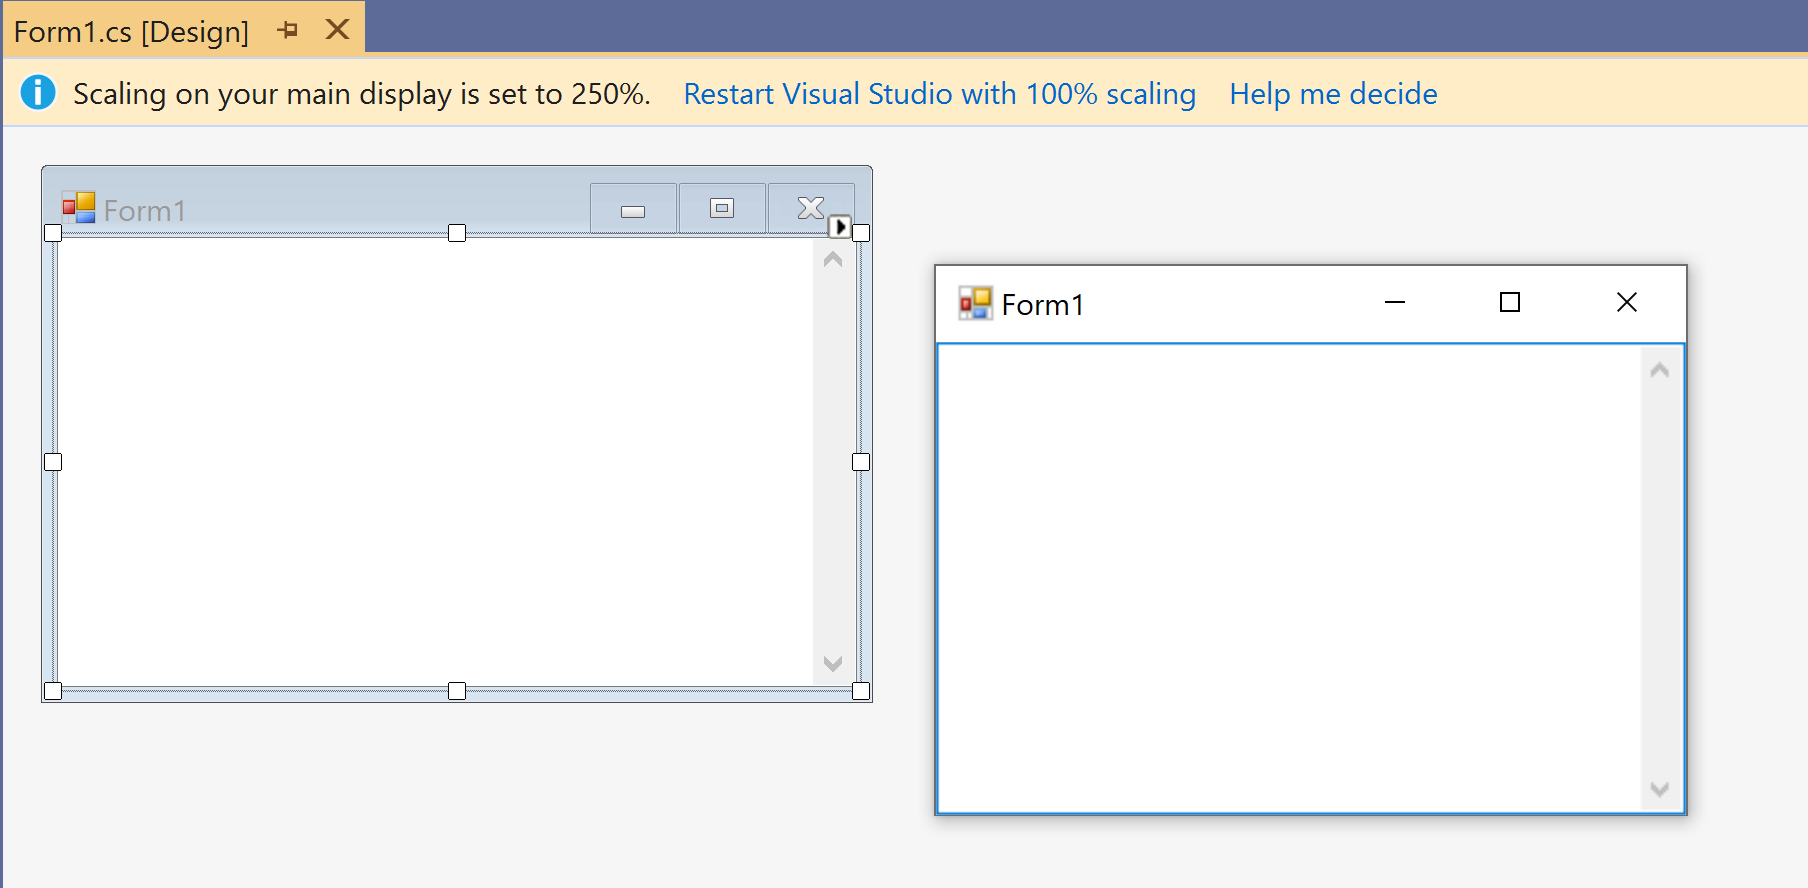 Form1.cs [Design]
Scaling on your main display is set to 250%. Restart Visual Studio with 100% scaling Help me decide
Form1
Form1